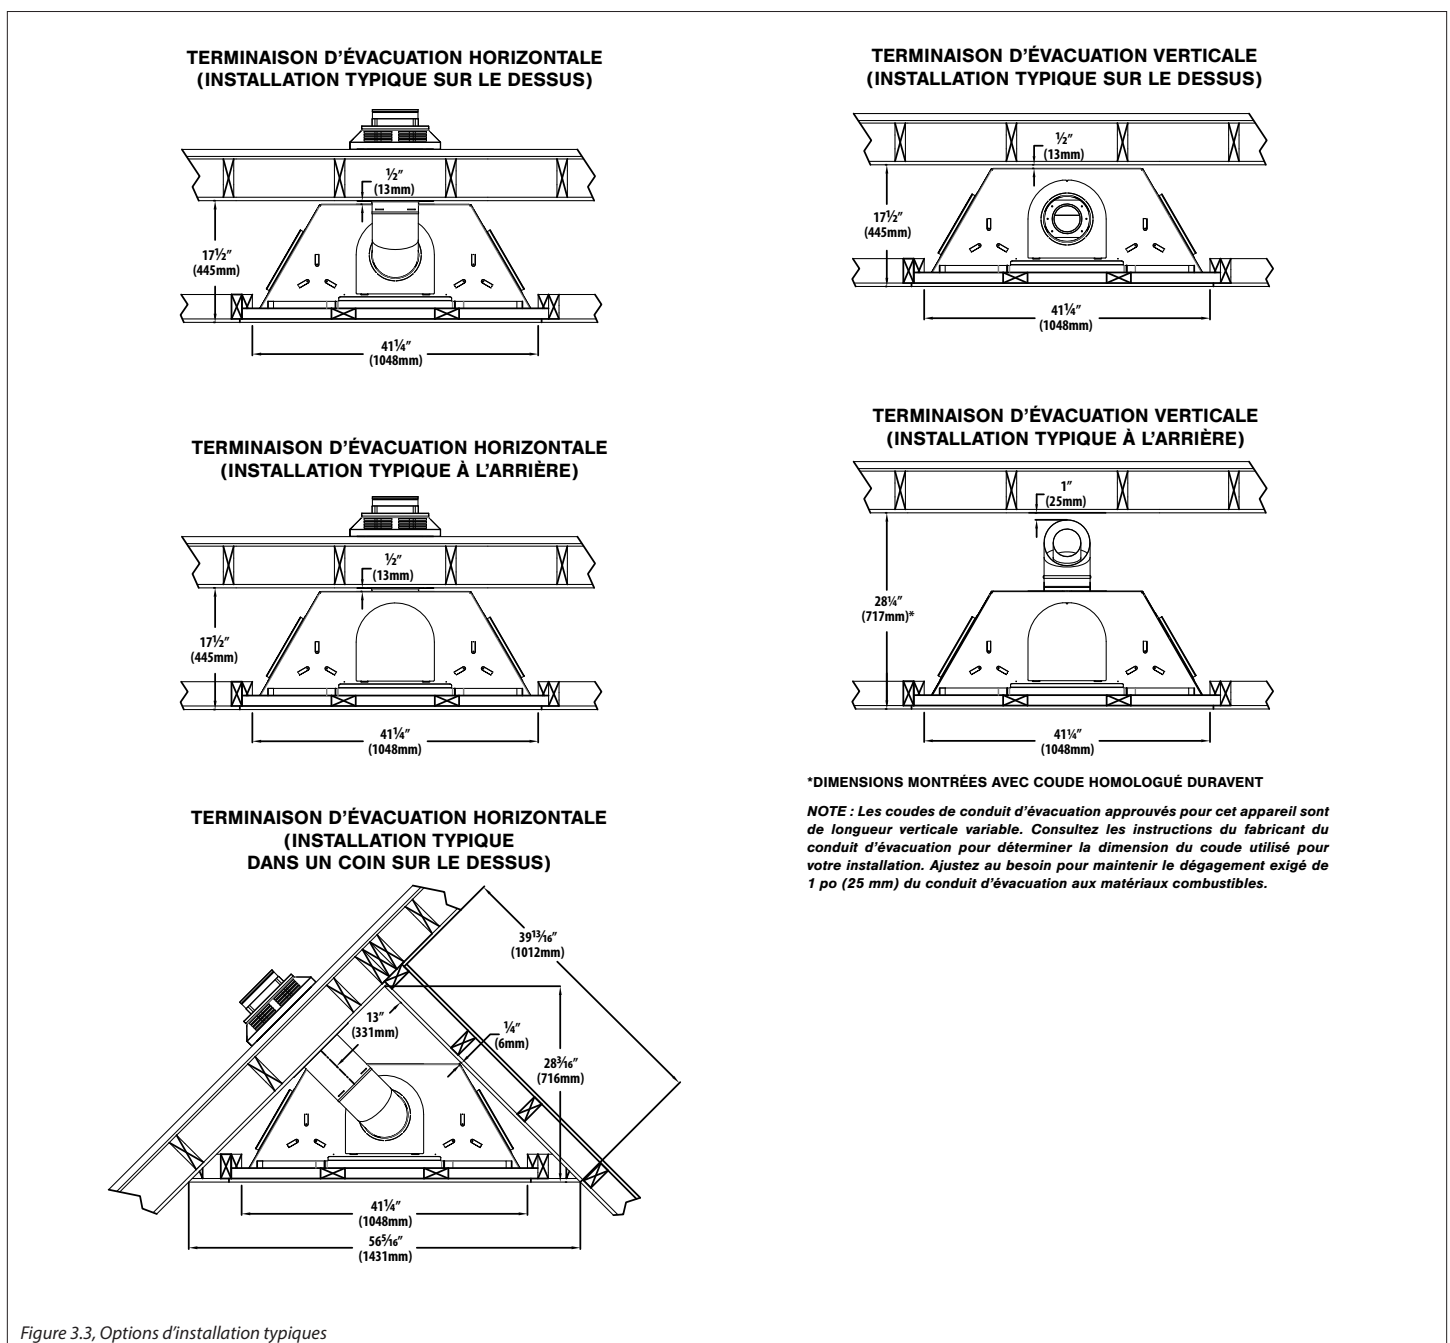 TERMINAISON D'ÉVACUATION HORIZONTALE
(INSTALLATION TYPIQUE SUR LE DESSUS)
½"
(13mm)
17½"
(445mm)
41¼"
(1048mm)
TERMINAISON D'ÉVACUATION VERTICALE
(INSTALLATION TYPIQUE SUR LE DESSUS)
½"
(13mm)
17½"
(445mm)
41¼"
(1048mm)
TERMINAISON D'ÉVACUATION HORIZONTALE
(INSTALLATION TYPIQUE À L'ARRIÈRE)
½"
(13mm)
17½"
(445mm)
41¼"
(1048mm)
TERMINAISON D'ÉVACUATION VERTICALE
(INSTALLATION TYPIQUE À L'ARRIÈRE)
1"
(25mm)
28¼"
(717mm)*
41¼"
(1048mm)
*DIMENSIONS MONTRÉES AVEC COUDE HOMOLOGUÉ DURAVENT
NOTE : Les coudes de conduit d'évacuation approuvés pour cet appareil sont
de longueur verticale variable. Consultez les instructions du fabricant du
conduit d'évacuation pour déterminer la dimension du coude utilisé pour
votre installation. Ajustez au besoin pour maintenir le dégagement exigé de
1 po (25 mm) du conduit d'évacuation aux matériaux combustibles.
TERMINAISON D'ÉVACUATION HORIZONTALE
(INSTALLATION TYPIQUE
DANS UN COIN SUR LE DESSUS)
39¹³⁄₁₆"
(1012mm)
13"
(331mm)
¼"
(6mm)
28³⁄₁₆"
(716mm)
41¼"
(1048mm)
56⁵⁄₁₆"
(1431mm)
Figure 3.3, Options d'installation typiques